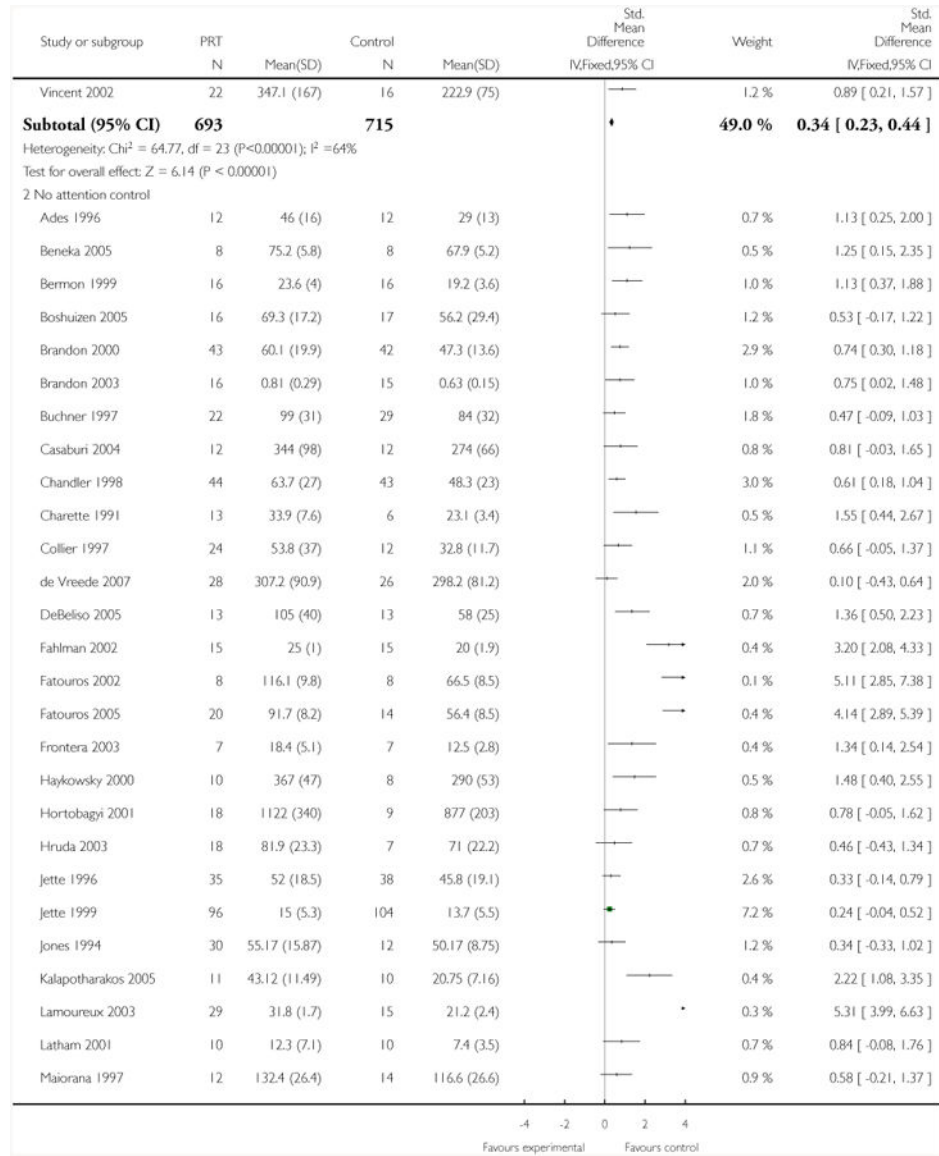 Study or subgroup PRT Control Std. Mean Difference Weight Std. Mean Difference
N Mean(SD) N Mean(SD) IV,Fixed,95% CI IV,Fixed,95% CI
Vincent 2002 22 347.1 (167) 16 222.9 (75) 1.2 % 0.89 [ 0.21, 1.57 ]
Subtotal (95% CI) 693 715 49.0 % 0.34 [ 0.23, 0.44 ]
Heterogeneity: Chi² = 64.77, df = 23 (P<0.00001); I² =64%
Test for overall effect: Z = 6.14 (P < 0.00001)
2 No attention control
Ades 1996 12 46 (16) 12 29 (13) 0.7 % 1.13 [ 0.25, 2.00 ]
Beneka 2005 8 75.2 (5.8) 8 67.9 (5.2) 0.5 % 1.25 [ 0.15, 2.35 ]
Bermon 1999 16 23.6 (4) 16 19.2 (3.6) 1.0 % 1.13 [ 0.37, 1.88 ]
Boshuizen 2005 16 69.3 (17.2) 17 56.2 (29.4) 1.2 % 0.53 [ -0.17, 1.22 ]
Brandon 2000 43 60.1 (19.9) 42 47.3 (13.6) 2.9 % 0.74 [ 0.30, 1.18 ]
Brandon 2003 16 0.81 (0.29) 15 0.63 (0.15) 1.0 % 0.75 [ 0.02, 1.48 ]
Buchner 1997 22 99 (31) 29 84 (32) 1.8 % 0.47 [ -0.09, 1.03 ]
Casaburi 2004 12 344 (98) 12 274 (66) 0.8 % 0.81 [ -0.03, 1.65 ]
Chandler 1998 44 63.7 (27) 43 48.3 (23) 3.0 % 0.61 [ 0.18, 1.04 ]
Charette 1991 13 33.9 (7.6) 6 23.1 (3.4) 0.5 % 1.55 [ 0.44, 2.67 ]
Collier 1997 24 53.8 (37) 12 32.8 (11.7) 1.1 % 0.66 [ -0.05, 1.37 ]
de Vreede 2007 28 307.2 (90.9) 26 298.2 (81.2) 2.0 % 0.10 [ -0.43, 0.64 ]
DeBeliso 2005 13 105 (40) 13 58 (25) 0.7 % 1.36 [ 0.50, 2.23 ]
Fahlman 2002 15 25 (1) 15 20 (1.9) 0.4 % 3.20 [ 2.08, 4.33 ]
Fatouros 2002 8 116.1 (9.8) 8 66.5 (8.5) 0.1 % 5.11 [ 2.85, 7.38 ]
Fatouros 2005 20 91.7 (8.2) 14 56.4 (8.5) 0.4 % 4.14 [ 2.89, 5.39 ]
Frontera 2003 7 18.4 (5.1) 7 12.5 (2.8) 0.4 % 1.34 [ 0.14, 2.54 ]
Haykowsky 2000 10 367 (47) 8 290 (53) 0.5 % 1.48 [ 0.40, 2.55 ]
Hortobagyi 2001 18 1122 (340) 9 877 (203) 0.8 % 0.78 [ -0.05, 1.62 ]
Hruda 2003 18 81.9 (23.3) 7 71 (22.2) 0.7 % 0.46 [ -0.43, 1.34 ]
Jette 1996 35 52 (18.5) 38 45.8 (19.1) 2.6 % 0.33 [ -0.14, 0.79 ]
Jette 1999 96 15 (5.3) 104 13.7 (5.5) 7.2 % 0.24 [ -0.04, 0.52 ]
Jones 1994 30 55.17 (15.87) 12 50.17 (8.75) 1.2 % 0.34 [ -0.33, 1.02 ]
Kalapotharakos 2005 11 43.12 (11.49) 10 20.75 (7.16) 0.4 % 2.22 [ 1.08, 3.35 ]
Lamoureux 2003 29 31.8 (1.7) 15 21.2 (2.4) 0.3 % 5.31 [ 3.99, 6.63 ]
Latham 2001 10 12.3 (7.1) 10 7.4 (3.5) 0.7 % 0.84 [ -0.08, 1.76 ]
Maiorana 1997 12 132.4 (26.4) 14 116.6 (26.6) 0.9 % 0.58 [ -0.21, 1.37 ]
-4 -2 0 2 4
Favours experimental Favours control